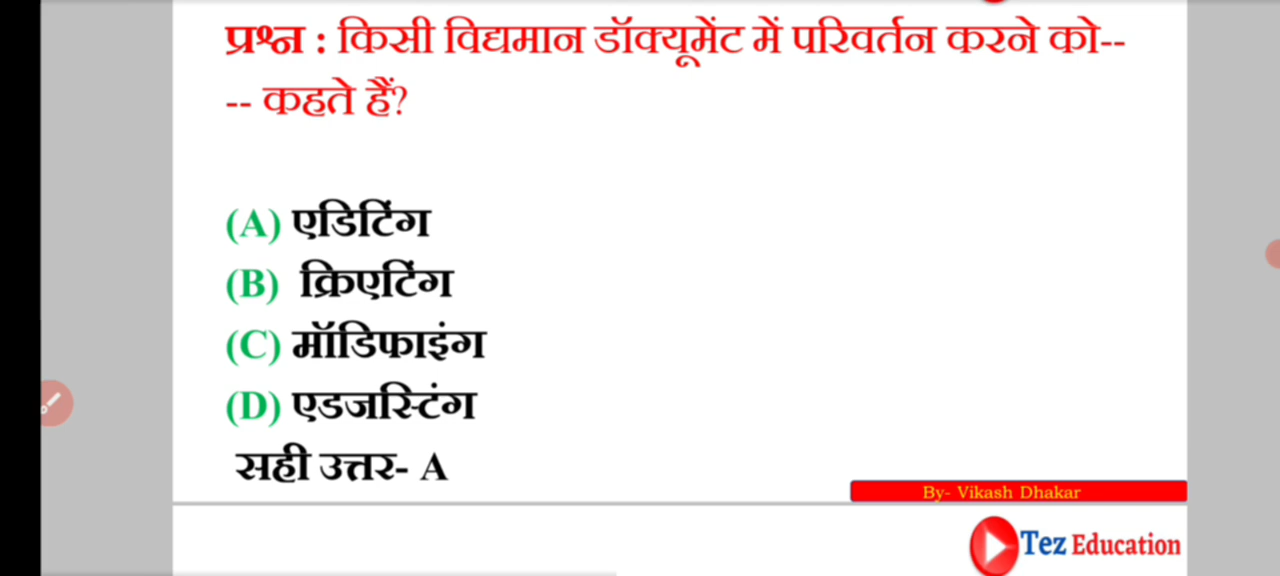 प्रश्न : किसी विद्यमान डॉक्यूमेंट में परिवर्तन करने को--
-- कहते हैं?
(A) एडिटिंग
(B) क्रिएटिंग
(C) मॉडिफाइंग
(D) एडजस्टिंग
सही उत्तर- A
By- Vikash Dhakar
Tez Education